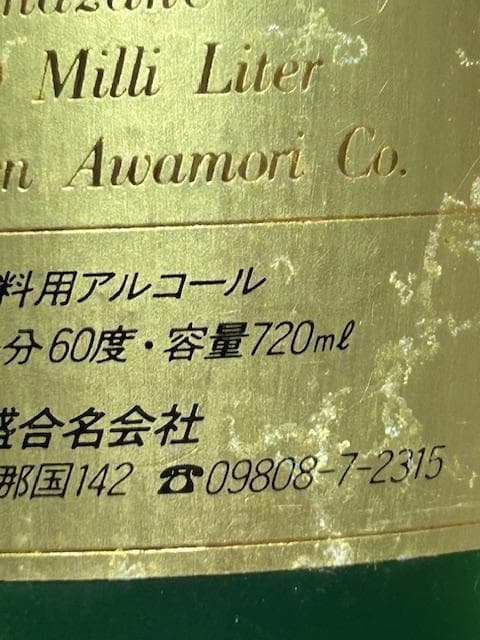 Milli Liter
Awamori Co.
料用アルコール
分60度・容量720ml
盛合名会社
那国142 ☎09808-7-2315